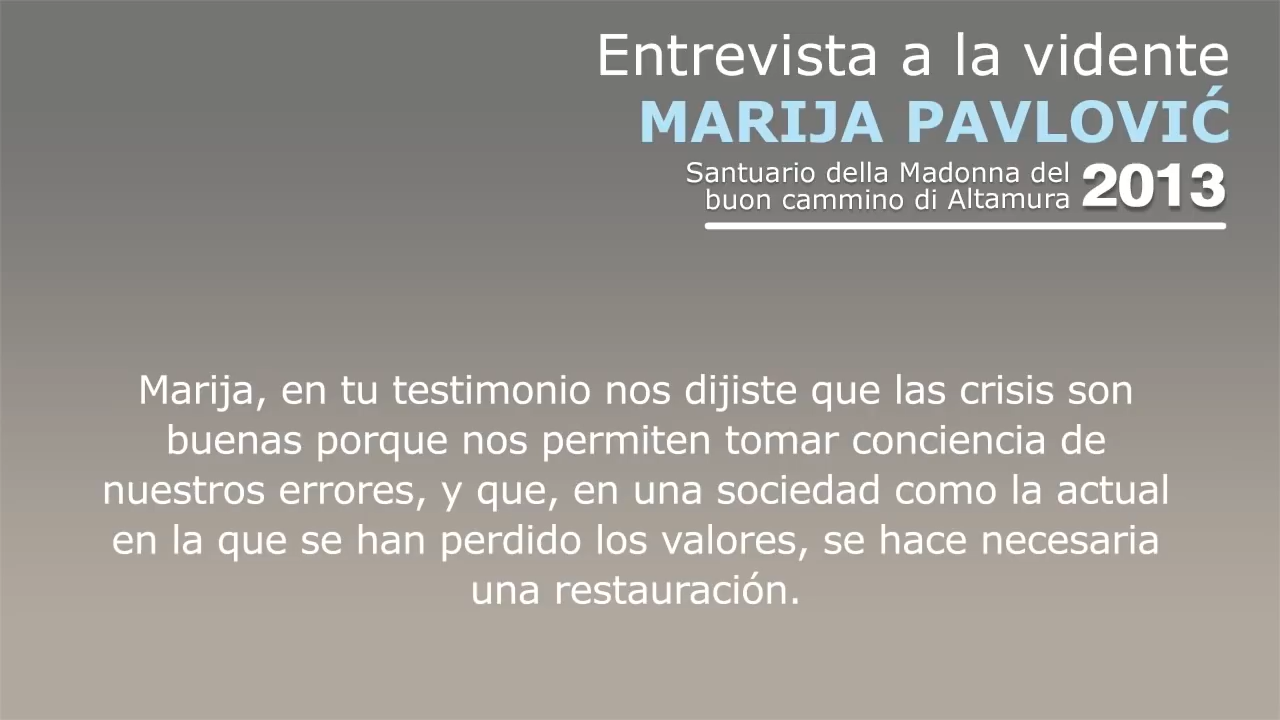 Entrevista a la vidente
MARIJA PAVLOVIĆ
Santuario della Madonna del
buon cammino di Altamura
2013
Marija, en tu testimonio nos dijiste que las crisis son
buenas porque nos permiten tomar conciencia de
nuestros errores, y que, en una sociedad como la actual
en la que se han perdido los valores, se hace necesaria
una restauración.